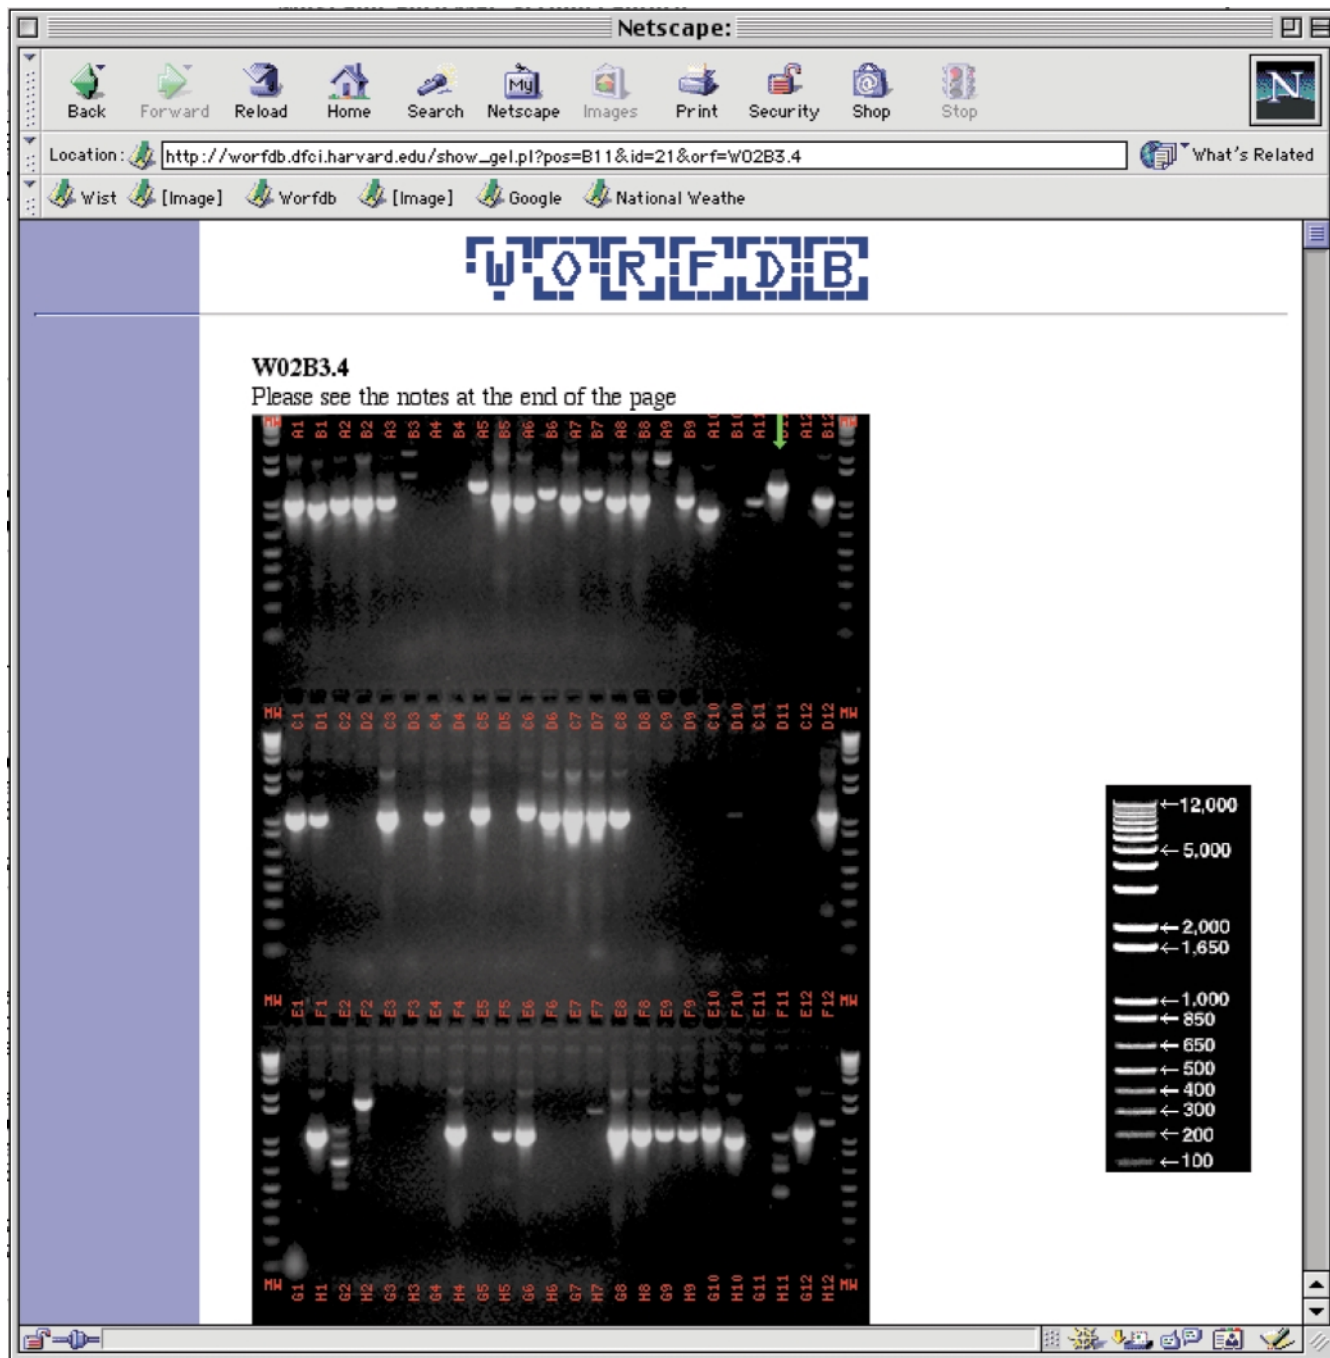 Netscape:
Back Forward Reload Home Search Netscape Images Print Security Shop Stop
My
N
Location: http://worfdb.dfci.harvard.edu/show_gel.pl?pos=B11&id=21&orf=W02B3.4 What's Related
Wist [Image] Worfdb [Image] Google National Weathe
WORFDB
W02B3.4
Please see the notes at the end of the page
MW A1 B1 A2 B2 A3 B3 A4 B4 A5 B5 A6 B6 A7 B7 A8 B8 A9 B9 A10 B10 A11 A12 B12 MW
MW C1 D1 C2 D2 C3 D3 C4 D4 C5 D5 C6 D6 C7 D7 C8 D8 C9 D9 C10 D10 C11 D11 C12 D12 MW
12,000
5,000
2,000
1,650
MW E1 F1 E2 F2 E3 F3 E4 F4 E5 F5 E6 F6 E7 F7 E8 F8 E9 F9 E10 F10 E11 F11 E12 F12 MW
1,000
850
650
500
400
300
200
100
MW G1 H1 G2 H2 G3 H3 G4 H4 G5 H5 G6 H6 G7 H7 G8 H8 G9 H9 G10 H10 G11 H11 G12 H12 MW